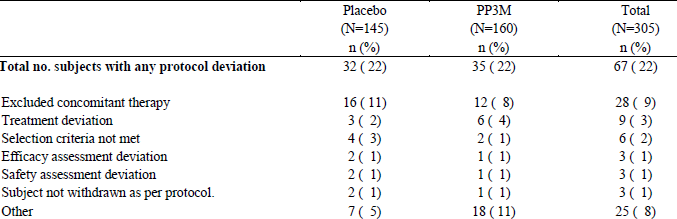 Placebo PP3M Total
(N=145) (N=160) (N=305)
n (%) n (%) n (%)
Total no. subjects with any protocol deviation 32 ( 22) 35 ( 22) 67 ( 22)
Excluded concomitant therapy 16 ( 11) 12 ( 8) 28 ( 9)
Treatment deviation 3 ( 2) 6 ( 4) 9 ( 3)
Selection criteria not met 4 ( 3) 2 ( 1) 6 ( 2)
Efficacy assessment deviation 2 ( 1) 1 ( 1) 3 ( 1)
Safety assessment deviation 2 ( 1) 1 ( 1) 3 ( 1)
Subject not withdrawn as per protocol. 2 ( 1) 1 ( 1) 3 ( 1)
Other 7 ( 5) 18 ( 11) 25 ( 8)